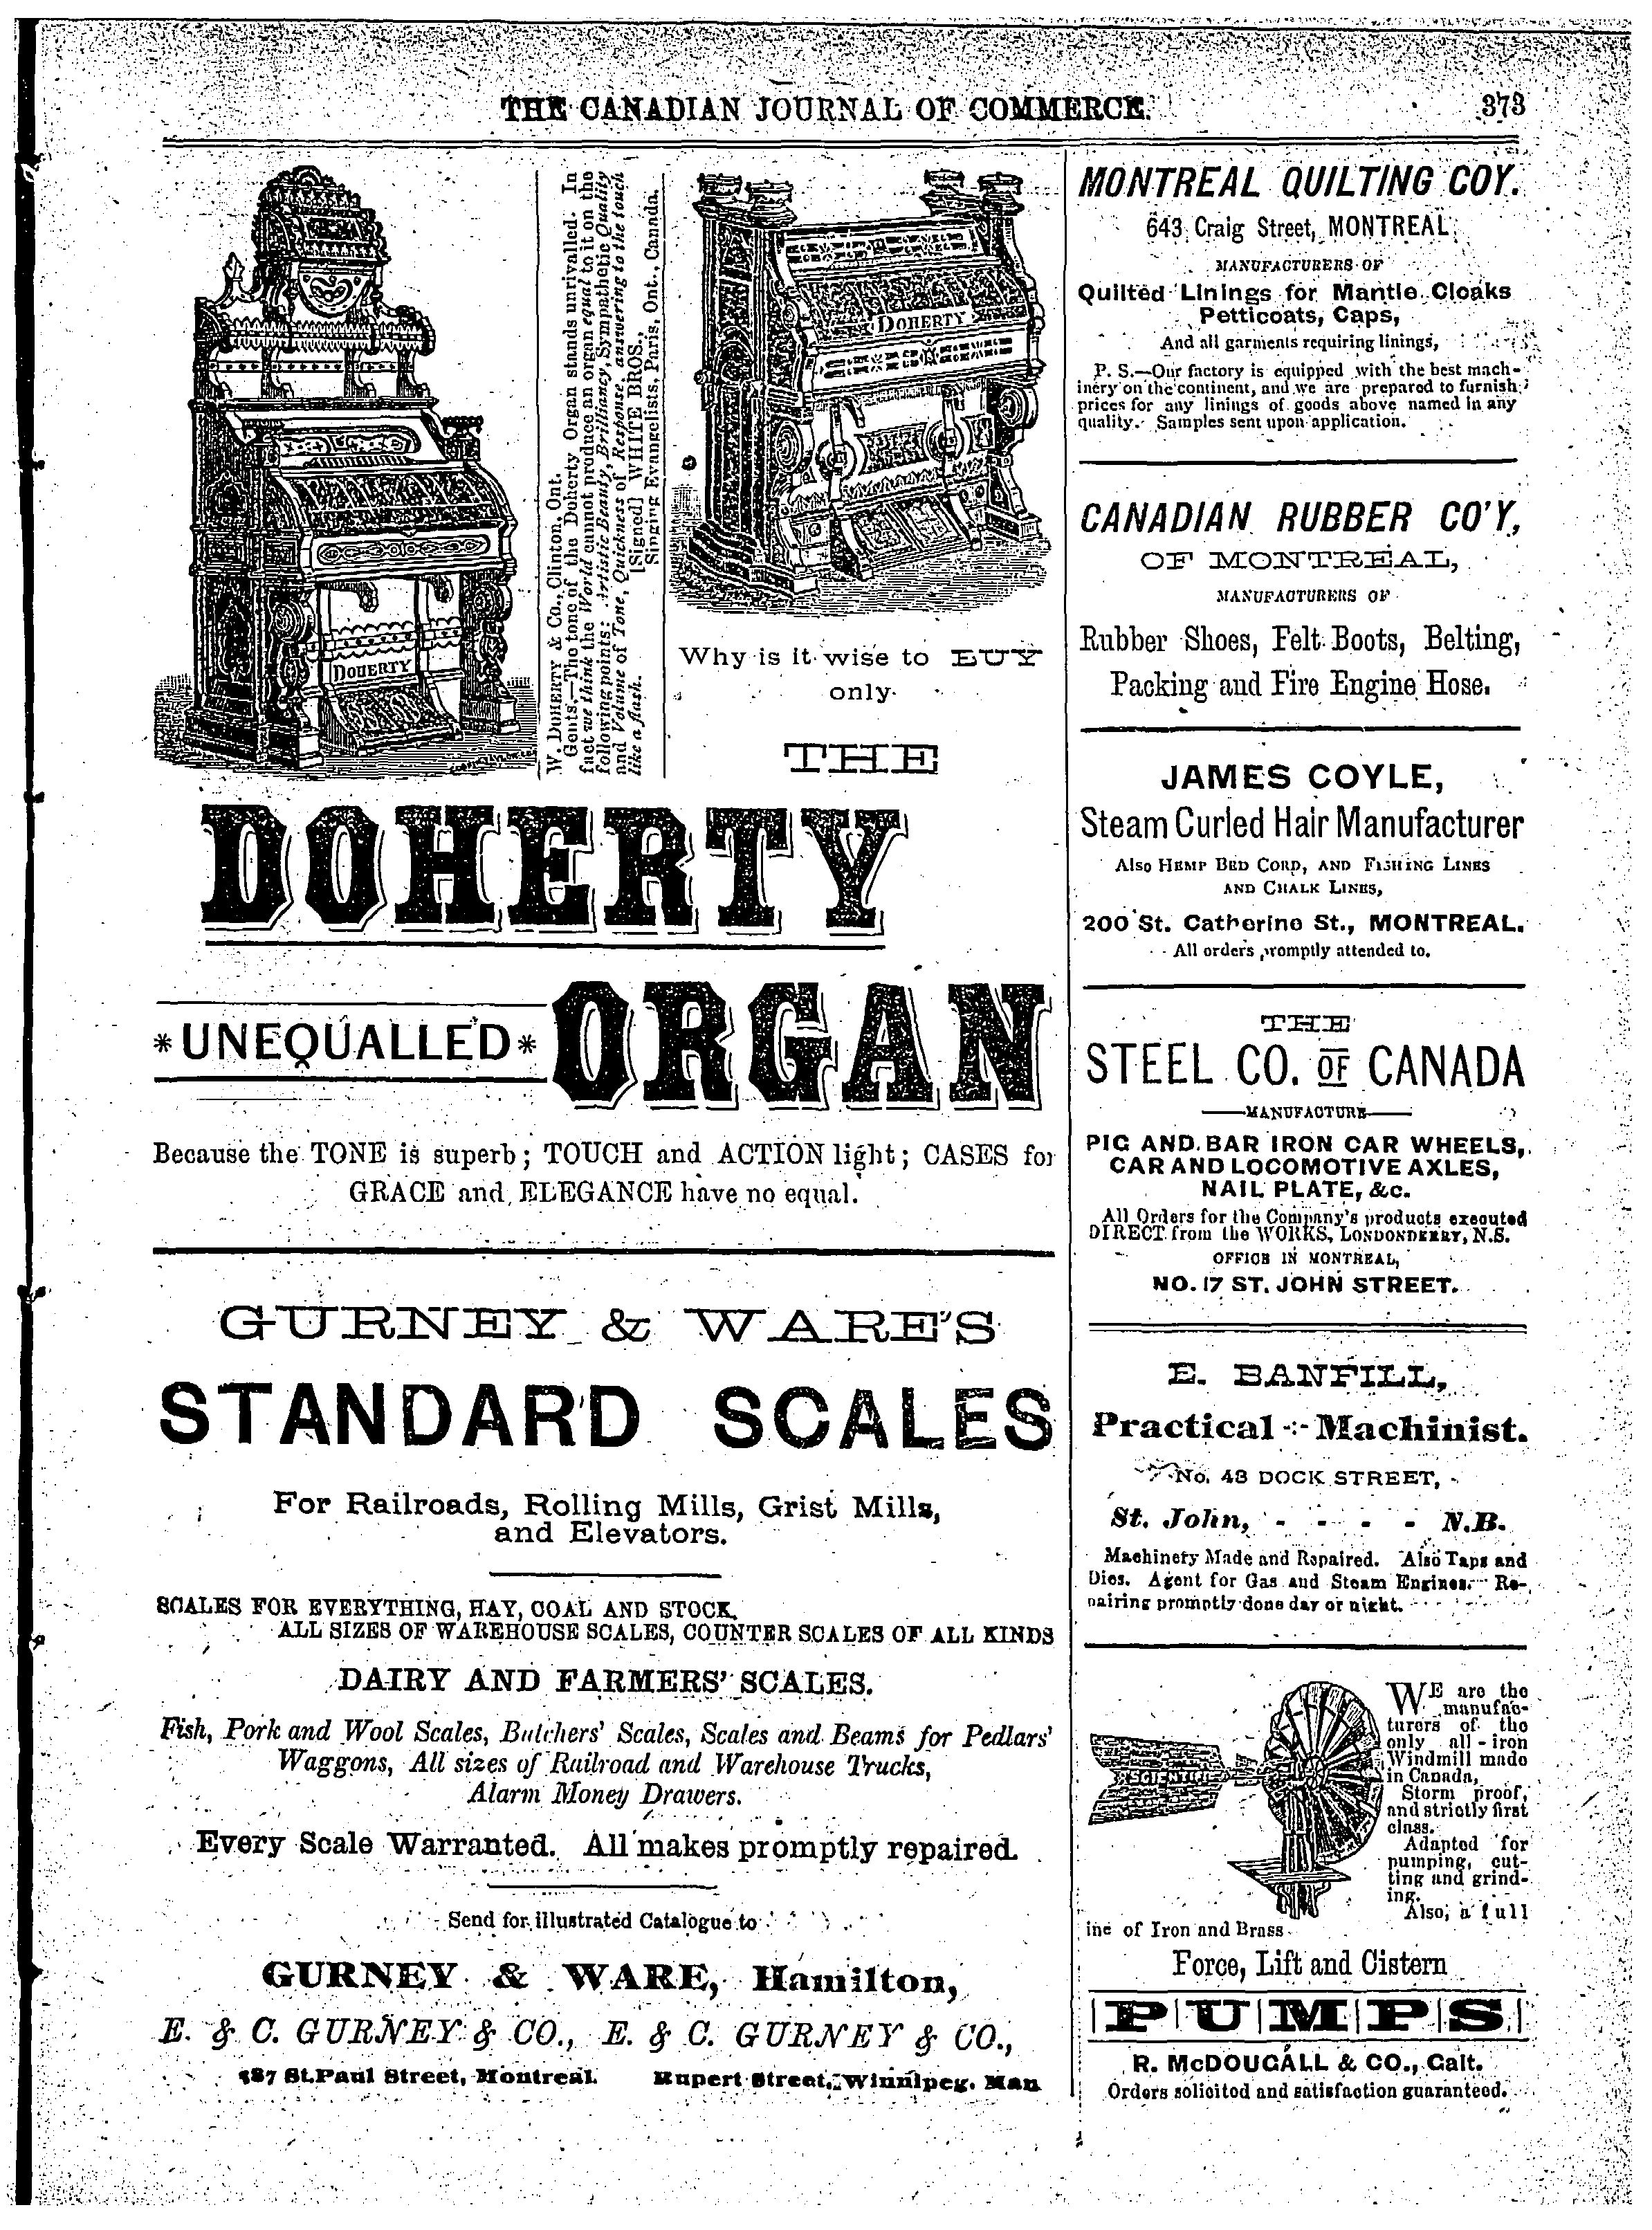 THE CANADIAN JOURNAL OF COMMERCE.
373
DOHERTY
W. DOHERTY & Co., Clinton, Ont.
Gents.—The tone of the Doherty Organ stands unrivalled. In
fact we think the World cannot produce an organ equal to it on the
following points: Artistic Beauty, Brilliancy, Sympathetic Quality
and Volume of Tone, Quickness of Response, answering to the touch
like a flash.
[Signed] WHITE BROS.,
Singing Evangelists, Paris, Ont., Canada.
DOHERTY
Why is it wise to BUY
only
THE
DOHERTY
*UNEQUALLED*
ORGAN
Because the TONE is superb; TOUCH and ACTION light; CASES for
GRACE and ELEGANCE have no equal.
GURNEY & WARE'S
STANDARD SCALES
For Railroads, Rolling Mills, Grist Mills,
and Elevators.
SCALES FOR EVERYTHING, HAY, COAL AND STOCK.
ALL SIZES OF WAREHOUSE SCALES, COUNTER SCALES OF ALL KINDS
DAIRY AND FARMERS' SCALES.
Fish, Pork and Wool Scales, Butchers' Scales, Scales and Beams for Pedlars'
Waggons, All sizes of Railroad and Warehouse Trucks,
Alarm Money Drawers.
Every Scale Warranted. All makes promptly repaired.
Send for illustrated Catalogue to
GURNEY & WARE, Hamilton,
E. & C. GURNEY & CO., E. & C. GURNEY & CO.,
387 St. Paul Street, Montreal. Rupert Street, Winnipeg, Man
MONTREAL QUILTING COY.
643 Craig Street, MONTREAL,
MANUFACTURERS OF
Quilted Linings for Mantle Cloaks
Petticoats, Caps,
And all garments requiring linings,
P. S.—Our factory is equipped with the best mach-
inery on the continent, and we are prepared to furnish
prices for any linings of goods above named in any
quality. Samples sent upon application.
CANADIAN RUBBER CO'Y,
OF MONTREAL,
MANUFACTURERS OF
Rubber Shoes, Felt Boots, Belting,
Packing and Fire Engine Hose.
JAMES COYLE,
Steam Curled Hair Manufacturer
Also HEMP BED CORD, AND FISHING LINES
AND CHALK LINES,
200 St. Catherine St., MONTREAL.
All orders promptly attended to.
THE
STEEL CO. OF CANADA
MANUFACTURE
PIG AND BAR IRON CAR WHEELS,
CAR AND LOCOMOTIVE AXLES,
NAIL PLATE, &c.
All Orders for the Company's products executed
DIRECT from the WORKS, LONDONDERRY, N.S.
OFFICE IN MONTREAL,
NO. 17 ST. JOHN STREET.
E. BANFILL,
Practical Machinist.
No. 43 DOCK STREET,
St. John, - - - - N.B.
Machinery Made and Repaired. Also Taps and
Dies. Agent for Gas and Steam Engines. Re-
pairing promptly done day or night.
SCIENTIFIC
WE are the
manufac-
turers of the
only all-iron
Windmill made
in Canada,
Storm proof,
and strictly first
class.
Adapted for
pumping, cut-
ting and grind-
ing.
Also, a full
ine of Iron and Brass
Force, Lift and Cistern
PUMPS
R. McDOUGALL & CO., Galt.
Orders solicited and satisfaction guaranteed.